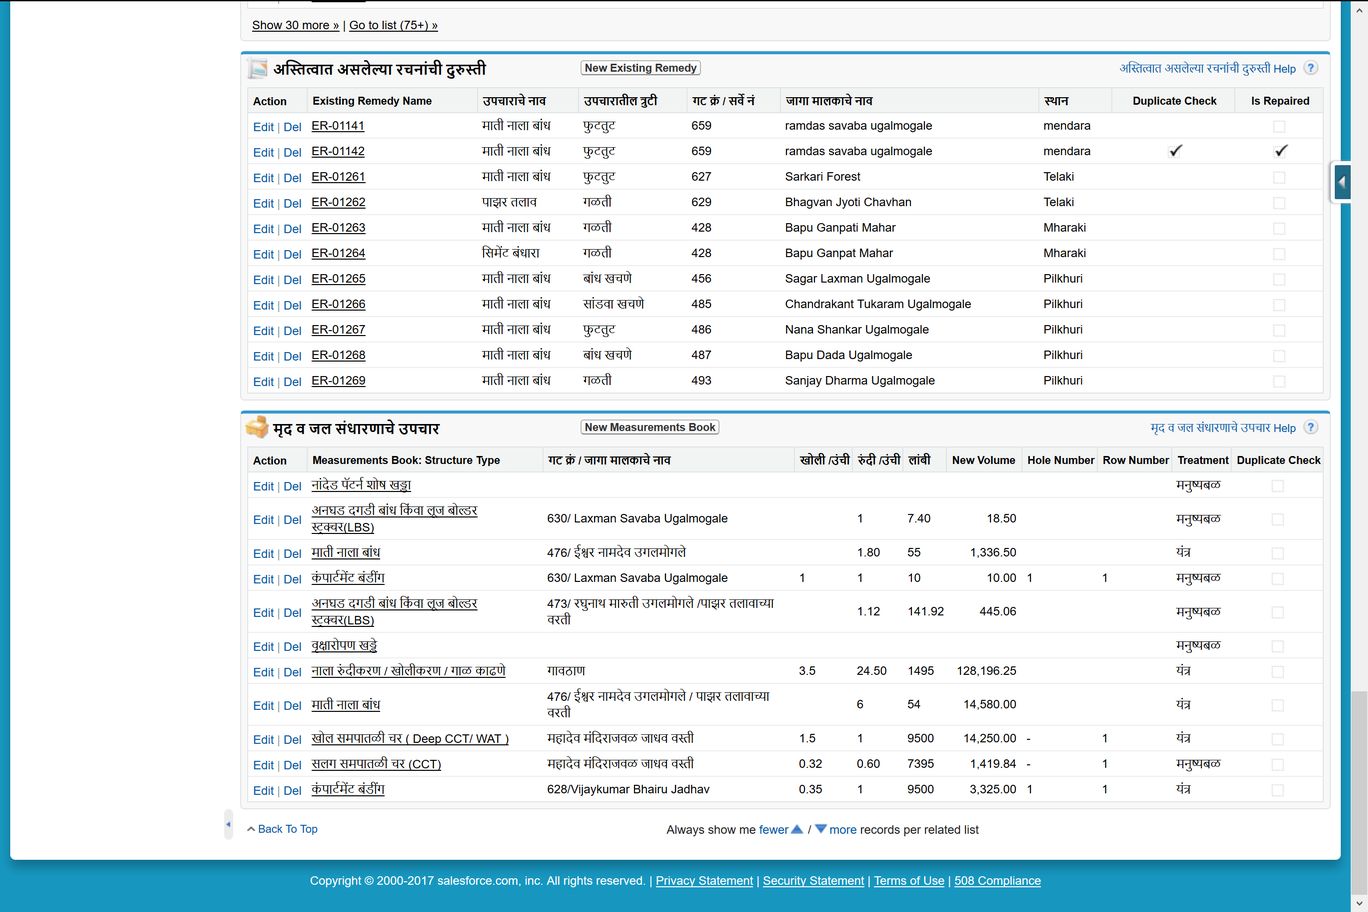 Show 30 more » | Go to list (75+) »
अस्तित्वात असलेल्या रचनांची दुरुस्ती New Existing Remedy अस्तित्वात असलेल्या रचनांची दुरुस्ती Help ?
Action Existing Remedy Name उपचाराचे नाव उपचारातील त्रुटी गट क्रं / सर्वे नं जागा मालकाचे नाव स्थान Duplicate Check Is Repaired
Edit | Del ER-01141 माती नाला बांध फुटतुट 659 ramdas savaba ugalmogale mendara
Edit | Del ER-01142 माती नाला बांध फुटतुट 659 ramdas savaba ugalmogale mendara
Edit | Del ER-01261 माती नाला बांध फुटतुट 627 Sarkari Forest Telaki
Edit | Del ER-01262 पाझर तलाव गळती 629 Bhagvan Jyoti Chavhan Telaki
Edit | Del ER-01263 माती नाला बांध गळती 428 Bapu Ganpati Mahar Mharaki
Edit | Del ER-01264 सिमेंट बंधारा गळती 428 Bapu Ganpat Mahar Mharaki
Edit | Del ER-01265 माती नाला बांध बांध खचणे 456 Sagar Laxman Ugalmogale Pilkhuri
Edit | Del ER-01266 माती नाला बांध सांडवा खचणे 485 Chandrakant Tukaram Ugalmogale Pilkhuri
Edit | Del ER-01267 माती नाला बांध फुटतुट 486 Nana Shankar Ugalmogale Pilkhuri
Edit | Del ER-01268 माती नाला बांध बांध खचणे 487 Bapu Dada Ugalmogale Pilkhuri
Edit | Del ER-01269 माती नाला बांध गळती 493 Sanjay Dharma Ugalmogale Pilkhuri
मृद व जल संधारणाचे उपचार New Measurements Book मृद व जल संधारणाचे उपचार Help ?
Action Measurements Book: Structure Type गट क्रं / जागा मालकाचे नाव खोली /उंची रुंदी /उंची लांबी New Volume Hole Number Row Number Treatment Duplicate Check
Edit | Del नांदेड पॅटर्न शोष खड्डा मनुष्यबळ
Edit | Del अनघड दगडी बांध किंवा लूज बोल्डर स्ट्रक्चर(LBS) 630/ Laxman Savaba Ugalmogale 1 7.40 18.50 मनुष्यबळ
Edit | Del माती नाला बांध 476/ ईश्वर नामदेव उगलमोगले 1.80 55 1,336.50 यंत्र
Edit | Del कंपार्टमेंट बंडींग 630/ Laxman Savaba Ugalmogale 1 1 10 10.00 1 1 मनुष्यबळ
Edit | Del अनघड दगडी बांध किंवा लूज बोल्डर स्ट्रक्चर(LBS) 473/ रघुनाथ मारुती उगलमोगले /पाझर तलावाच्या वरती 1.12 141.92 445.06 मनुष्यबळ
Edit | Del वृक्षारोपण खड्डे मनुष्यबळ
Edit | Del नाला रुंदीकरण / खोलीकरण / गाळ काढणे गावठाण 3.5 24.50 1495 128,196.25 यंत्र
Edit | Del माती नाला बांध 476/ ईश्वर नामदेव उगलमोगले / पाझर तलावाच्या वरती 6 54 14,580.00 यंत्र
Edit | Del खोल समपातळी चर ( Deep CCT/ WAT ) महादेव मंदिराजवळ जाधव वस्ती 1.5 1 9500 14,250.00 - 1 यंत्र
Edit | Del सलग समपातळी चर (CCT) महादेव मंदिराजवळ जाधव वस्ती 0.32 0.60 7395 1,419.84 - 1 मनुष्यबळ
Edit | Del कंपार्टमेंट बंडींग 628/Vijaykumar Bhairu Jadhav 0.35 1 9500 3,325.00 1 1 यंत्र
Back To Top Always show me fewer / more records per related list
Copyright © 2000-2017 salesforce.com, inc. All rights reserved. | Privacy Statement | Security Statement | Terms of Use | 508 Compliance